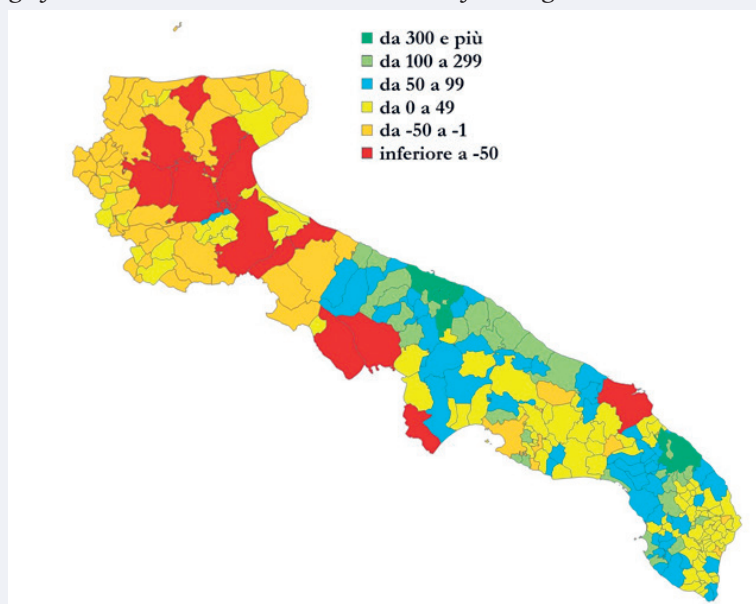 da 300 e più
da 100 a 299
da 50 a 99
da 0 a 49
da -50 a -1
inferiore a -50